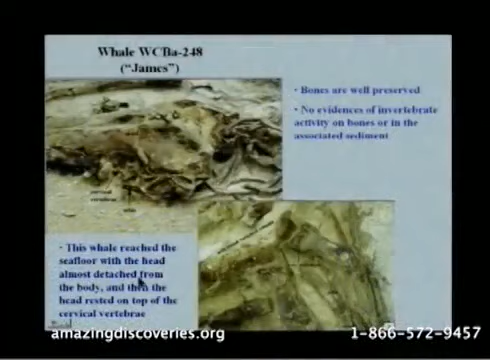 Whale WCBa-248
("James")
• Bones are well preserved
• No evidences of invertebrate
activity on bones or in the
associated sediment
cervical
vertebrae
• This whale reached the
seafloor with the head
almost detached from
the body, and then the
head rested on top of the
cervical vertebrae
amazingdiscoveries.org
1-866-572-9457